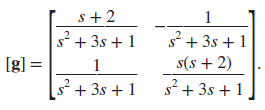 [g] = [ (s + 2)/(s² + 3s + 1)   −1/(s² + 3s + 1) ]
[ 1/(s² + 3s + 1)   s(s + 2)/(s² + 3s + 1) ].